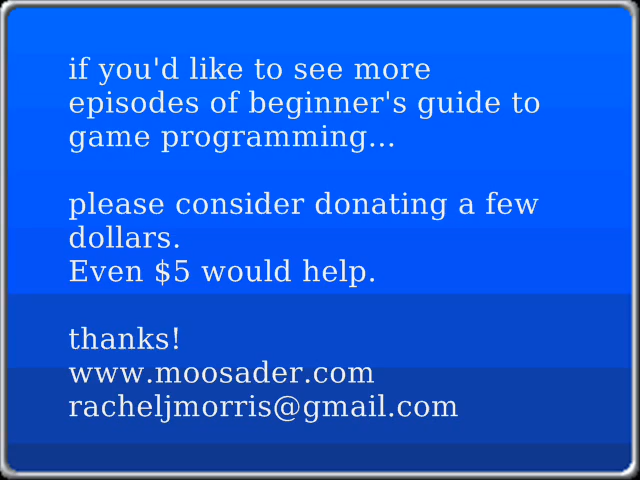 if you'd like to see more
episodes of beginner's guide to
game programming...
please consider donating a few
dollars.
Even $5 would help.
thanks!
www.moosader.com
racheljmorris@gmail.com